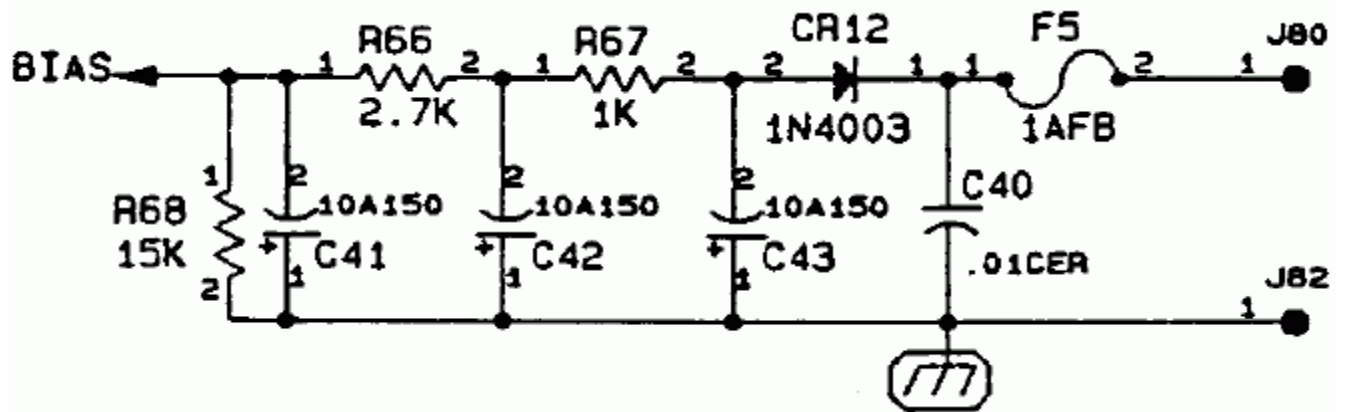 BIAS
1 R66 2
2.7K
1 R67 2
1K
2 CR12 1
1N4003
1 F5 2
1AFB
1 J80
1
R68
15K
2
2
10A150
+ C41
1
2
10A150
+ C42
1
2
10A150
+ C43
1
C40
.01CER
1 J82